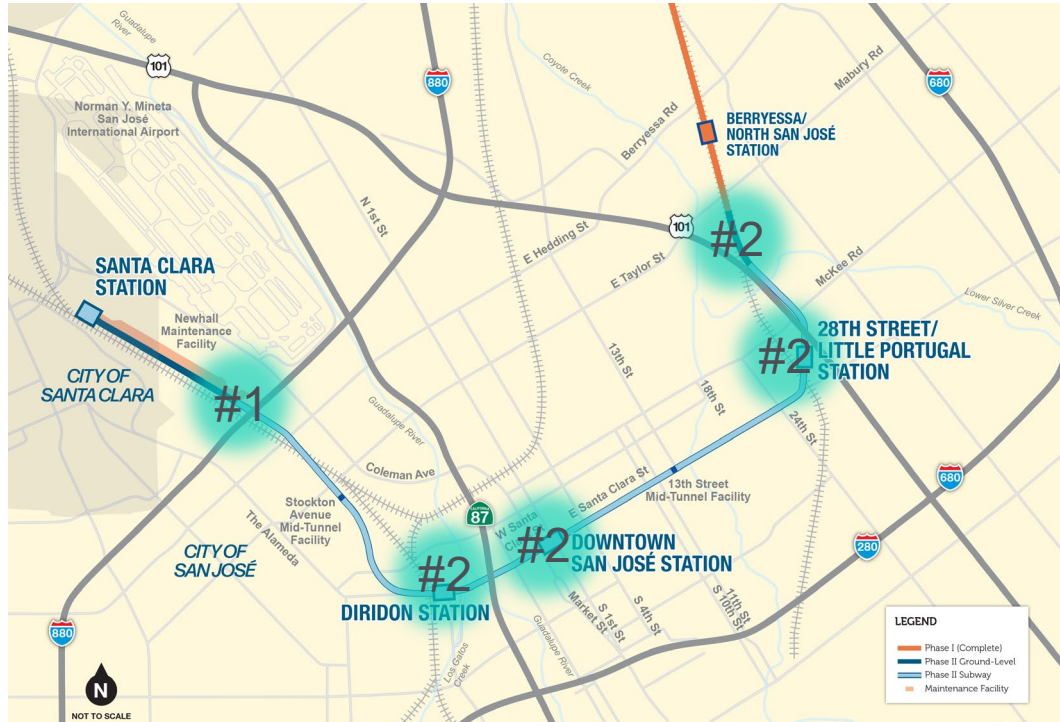 Guadalupe
River
101
880
Coyote Creek
Mabury Rd
680
Norman Y. Mineta
San José
International Airport
Berryessa Rd
BERRYESSA/
NORTH SAN JOSÉ
STATION
N 1st St
E Hedding St
101
#2
E Taylor St
McKee Rd
SANTA CLARA
STATION
Lower Silver Creek
Newhall
Maintenance
Facility
28TH STREET/
LITTLE PORTUGAL
STATION
#2
13th St
CITY OF
SANTA CLARA
#1
18th St
24th St
Guadalupe River
Coleman Ave
E Santa Clara St
680
13th Street
Mid-Tunnel Facility
Stockton
Avenue
Mid-Tunnel
Facility
CALIFORNIA
87
W Santa
The Alameda
#2
DOWNTOWN
SAN JOSÉ STATION
280
CITY OF
SAN JOSÉ
#2
DIRIDON STATION
Market St
S 1st St
S 4th St
11th St
S 10th St
880
Los Gatos
Creek
Guadalupe River
LEGEND
Phase I (Complete)
Phase II Ground-Level
Phase II Subway
Maintenance Facility
N
NOT TO SCALE